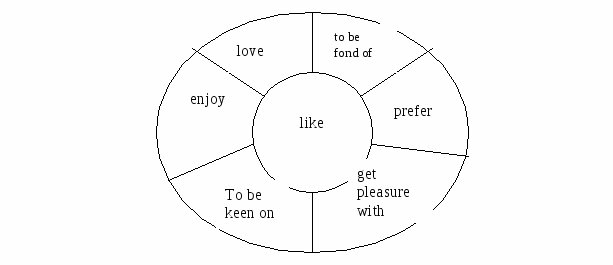 love
to be
fond of
enjoy
prefer
like
get
pleasure
with
To be
keen on